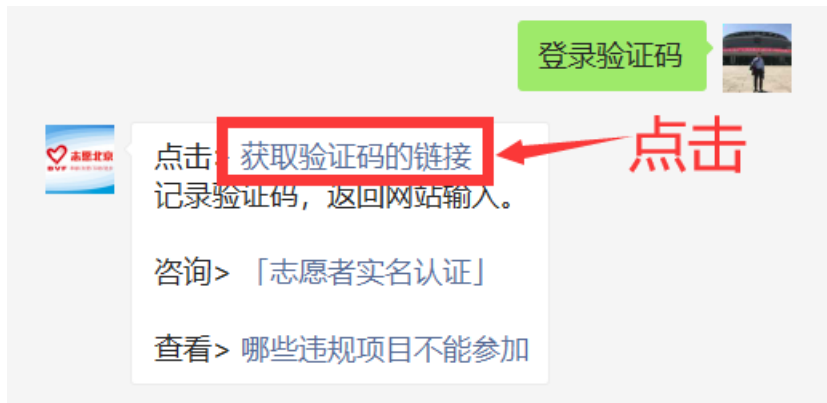 登录验证码
志愿北京
BVF
点击> 获取验证码的链接
点击
记录验证码，返回网站输入。
咨询> 「志愿者实名认证」
查看> 哪些违规项目不能参加